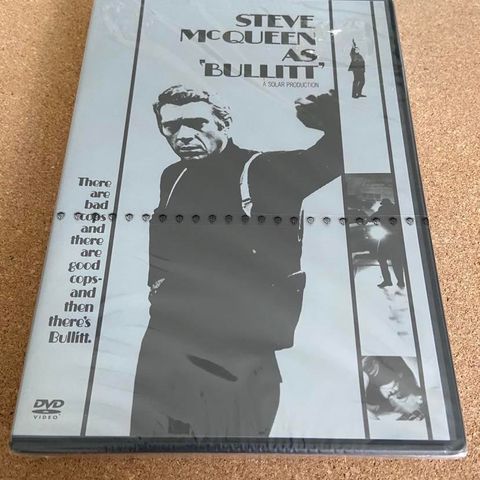 STEVE
McQUEEN
AS
'BULLITT'
A SOLAR PRODUCTION
There
are
bad
cops
and
there
are
good
cops-
and
then
there's
Bullitt.
DVD
VIDEO